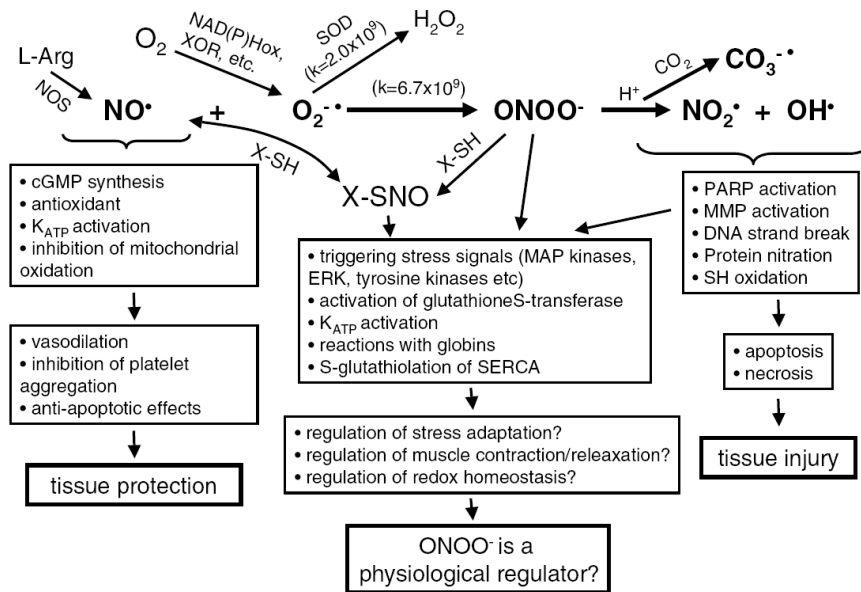 L-Arg
NOS
O₂
NAD(P)Hox,
XOR, etc.
SOD
(k=2.0x10⁹)
H₂O₂
NO•
+
O₂⁻•
(k=6.7x10⁹)
ONOO⁻
H⁺
CO₂
CO₃⁻•
NO₂• + OH•
X-SH
X-SH
X-SNO
• cGMP synthesis
• antioxidant
• K_ATP activation
• inhibition of mitochondrial
oxidation
• vasodilation
• inhibition of platelet
aggregation
• anti-apoptotic effects
tissue protection
• triggering stress signals (MAP kinases,
ERK, tyrosine kinases etc)
• activation of glutathioneS-transferase
• K_ATP activation
• reactions with globins
• S-glutathiolation of SERCA
• regulation of stress adaptation?
• regulation of muscle contraction/releaxation?
• regulation of redox homeostasis?
ONOO⁻ is a
physiological regulator?
• PARP activation
• MMP activation
• DNA strand break
• Protein nitration
• SH oxidation
• apoptosis
• necrosis
tissue injury